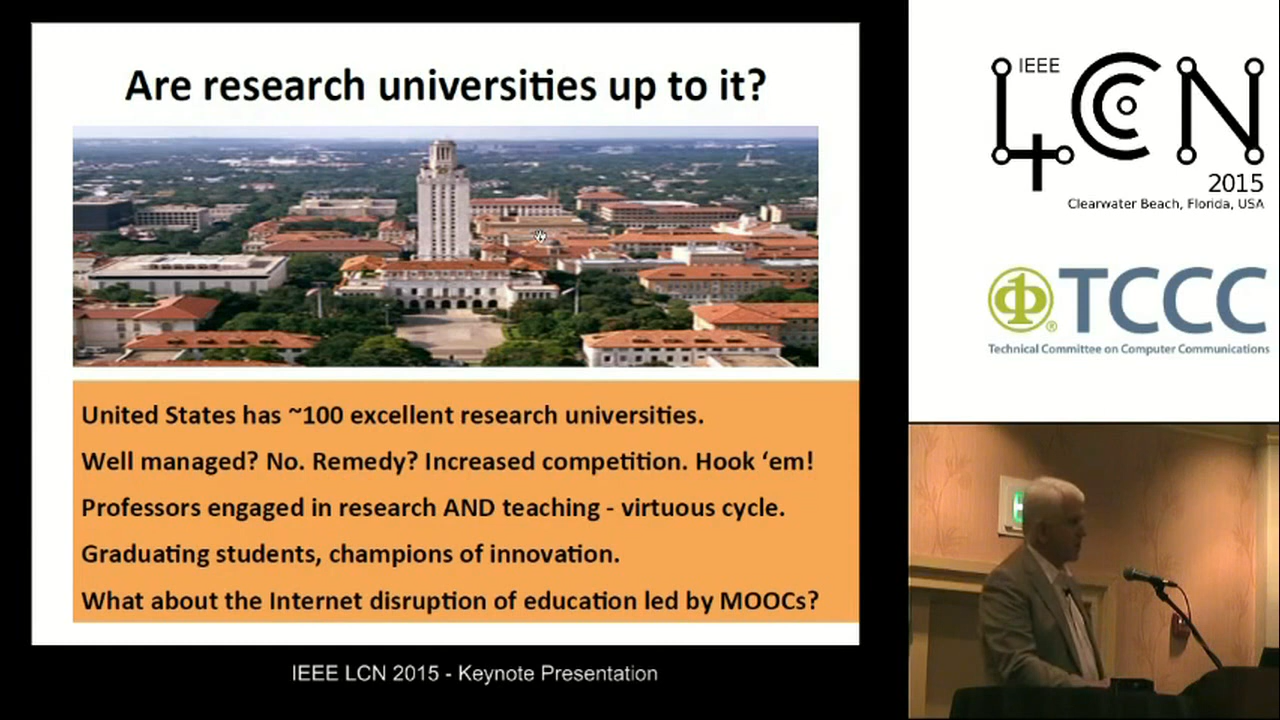 Are research universities up to it?
United States has ~100 excellent research universities.
Well managed? No. Remedy? Increased competition. Hook ‘em!
Professors engaged in research AND teaching - virtuous cycle.
Graduating students, champions of innovation.
What about the Internet disruption of education led by MOOCs?
IEEE LCN 2015 - Keynote Presentation
IEEE
LCN
40
2015
Clearwater Beach, Florida, USA
TCCC
®
Technical Committee on Computer Communications